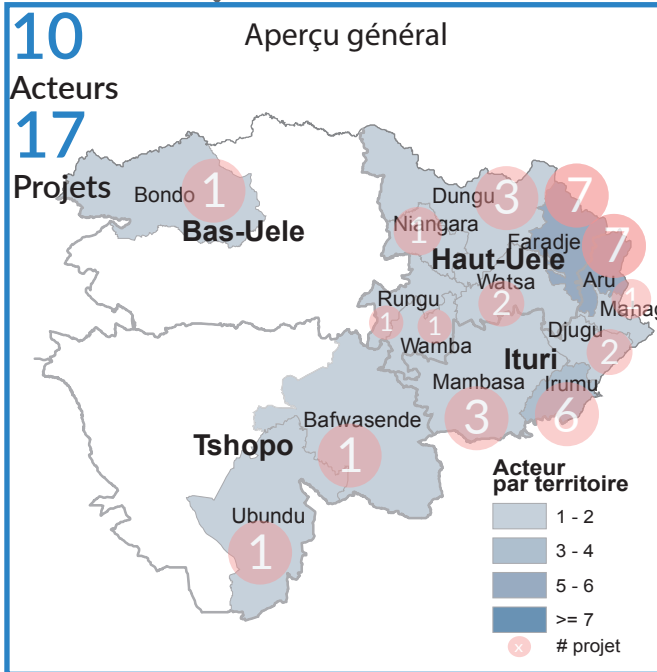 Aperçu général
10
Acteurs
17
Projets
Bondo
1
Bas-Uele
Dungu
3
7
Niangara
1
Faradje
7
Haut-Uele
Aru
Watsa
2
1
Rungu
1
1
Wamba
Djugu
2
Ituri
Mambasa
3
Irumu
6
Bafwasende
1
Tshopo
Ubundu
1
Acteur
par territoire
1 - 2
3 - 4
5 - 6
>= 7
x # projet